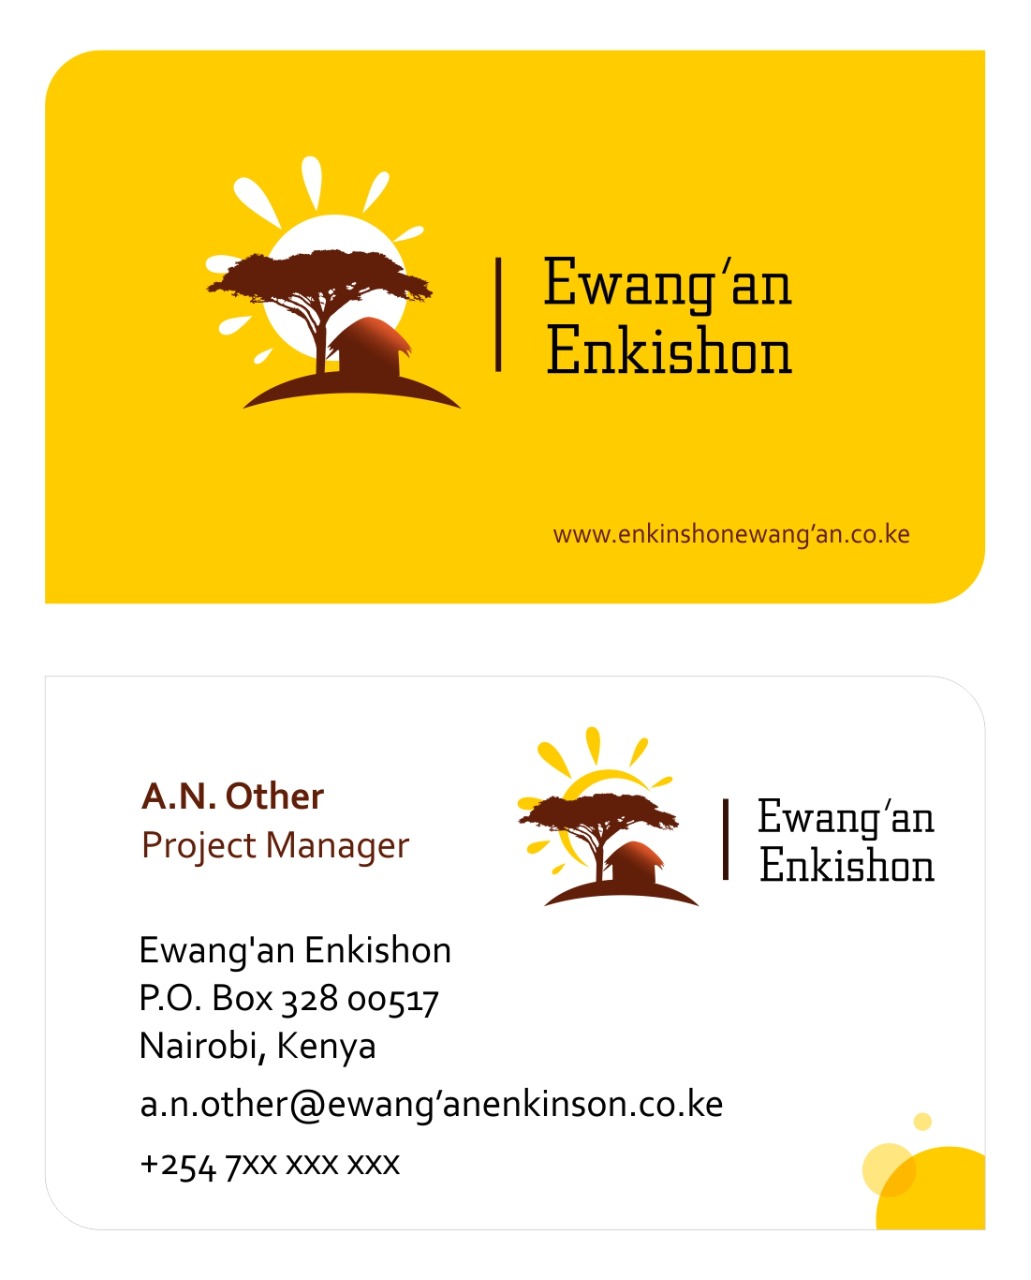 Ewang’an
Enkishon
www.enkinshonewang’an.co.ke
A.N. Other
Project Manager
Ewang’an
Enkishon
Ewang'an Enkishon
P.O. Box 328 00517
Nairobi, Kenya
a.n.other@ewang’anenkinson.co.ke
+254 7xx xxx xxx